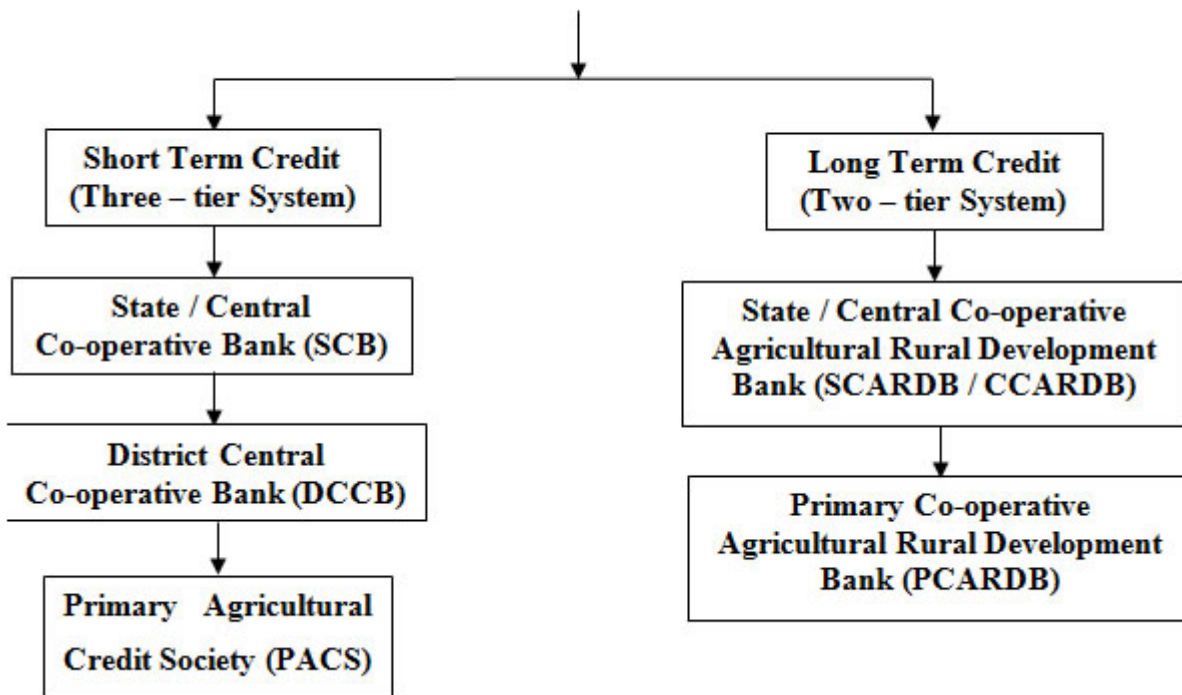 Short Term Credit
(Three – tier System)
State / Central
Co-operative Bank (SCB)
District Central
Co-operative Bank (DCCB)
Primary Agricultural
Credit Society (PACS)
Long Term Credit
(Two – tier System)
State / Central Co-operative
Agricultural Rural Development
Bank (SCARDB / CCARDB)
Primary Co-operative
Agricultural Rural Development
Bank (PCARDB)